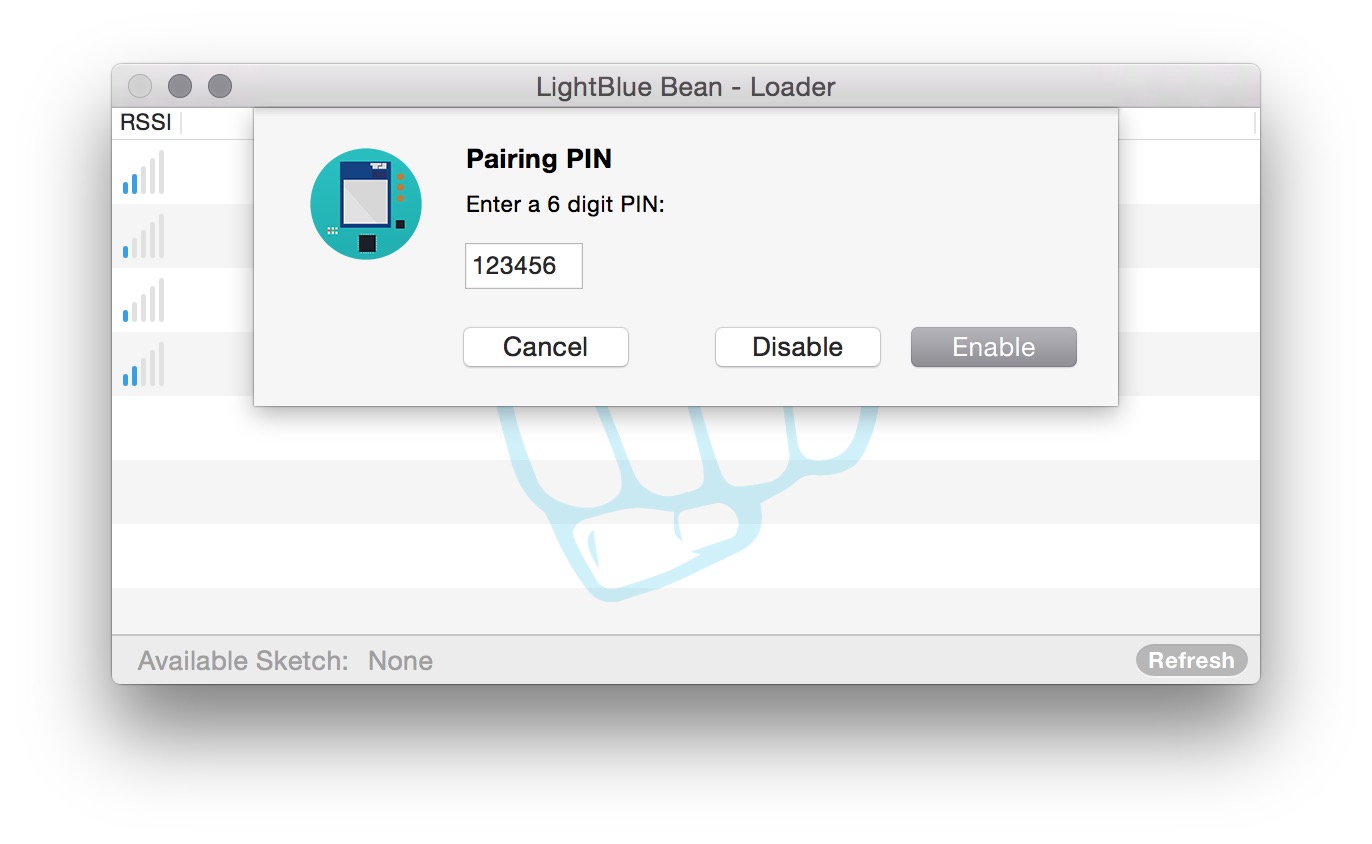 LightBlue Bean - Loader
RSSI
Pairing PIN
Enter a 6 digit PIN:
123456
Cancel Disable Enable
Available Sketch: None Refresh